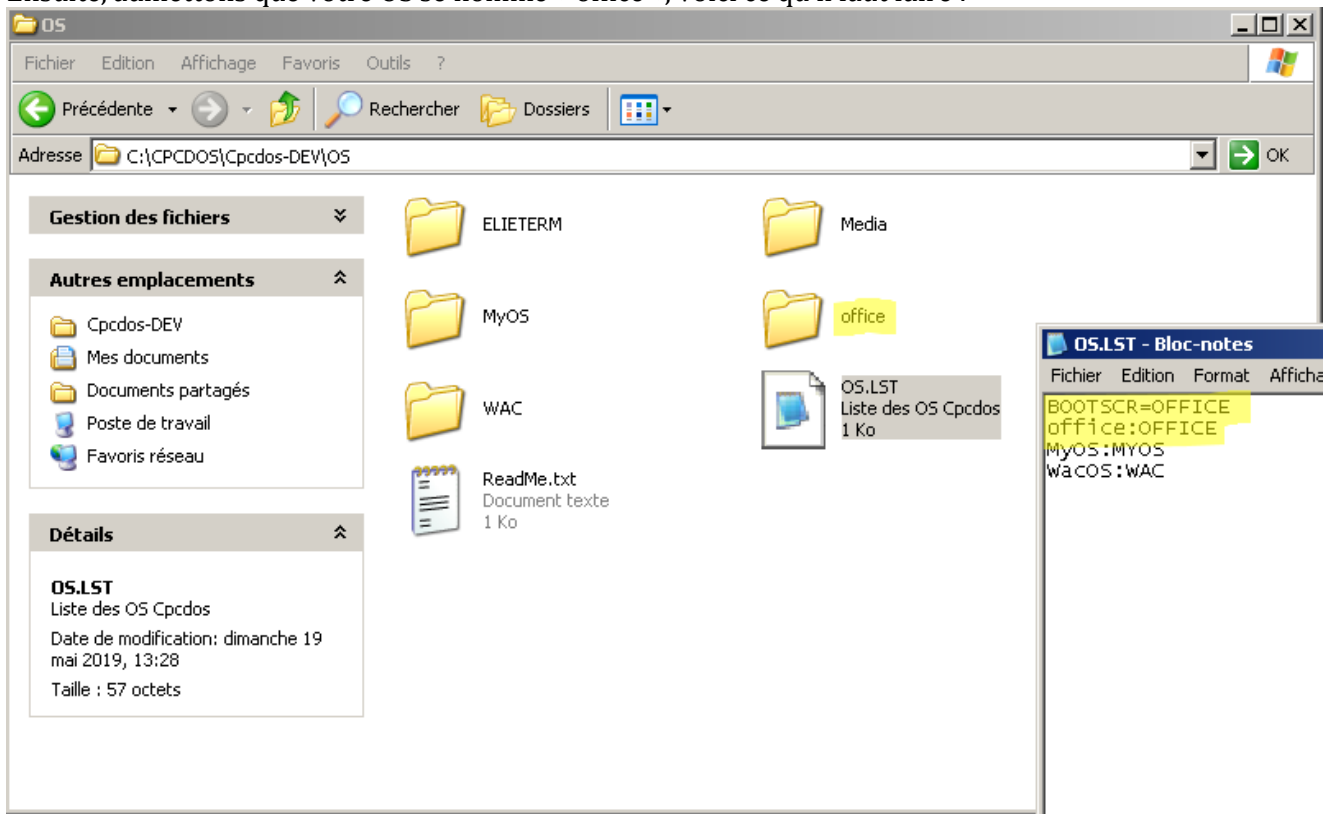 OS
Fichier Edition Affichage Favoris Outils ?
Précédente Rechercher Dossiers
Adresse C:\CPCDOS\Cpcdos-DEV\OS OK
Gestion des fichiers
Autres emplacements
Cpcdos-DEV
Mes documents
Documents partagés
Poste de travail
Favoris réseau
Détails
OS.LST
Liste des OS Cpcdos
Date de modification: dimanche 19
mai 2019, 13:28
Taille : 57 octets
ELIETERM
Media
MyOS
office
WAC
OS.LST
Liste des OS Cpcdos
1 Ko
ReadMe.txt
Document texte
1 Ko
OS.LST - Bloc-notes
Fichier Edition Format Afficha
BOOTSCR=OFFICE
office:OFFICE
MyOS:MYOS
WacOS:WAC